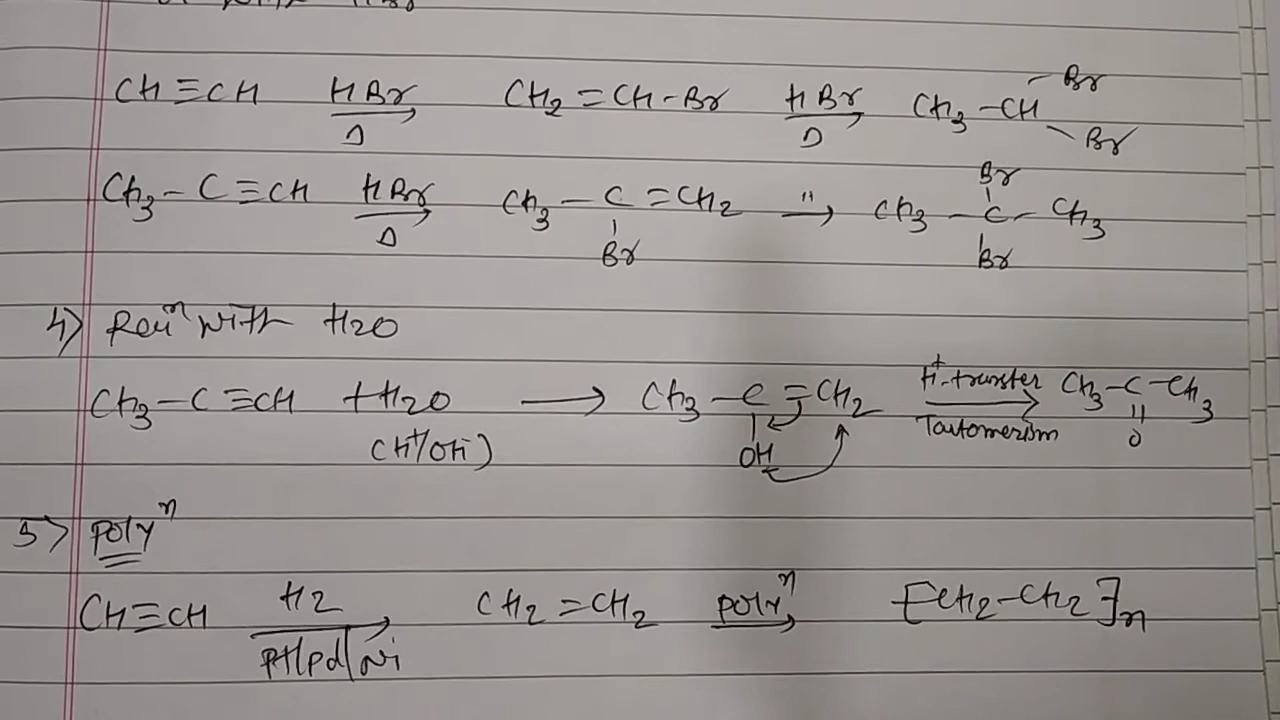 CH≡CH HBr → Δ CH2=CH-Br HBr → Δ CH3-CH -Br -Br
CH3-C≡CH HBr → Δ CH3-C=CH2 Br " → CH3-C-CH3 Br Br
4) Reaⁿ with H2O
CH3-C≡CH +H2O (H+/OH-) → CH3-C=CH2 OH H+-transfer → Tautomerism CH3-C-CH3 O
5) Polyⁿ
CH≡CH H2 → Pt/Pd/Ni CH2=CH2 Polyⁿ → [CH2-CH2]n